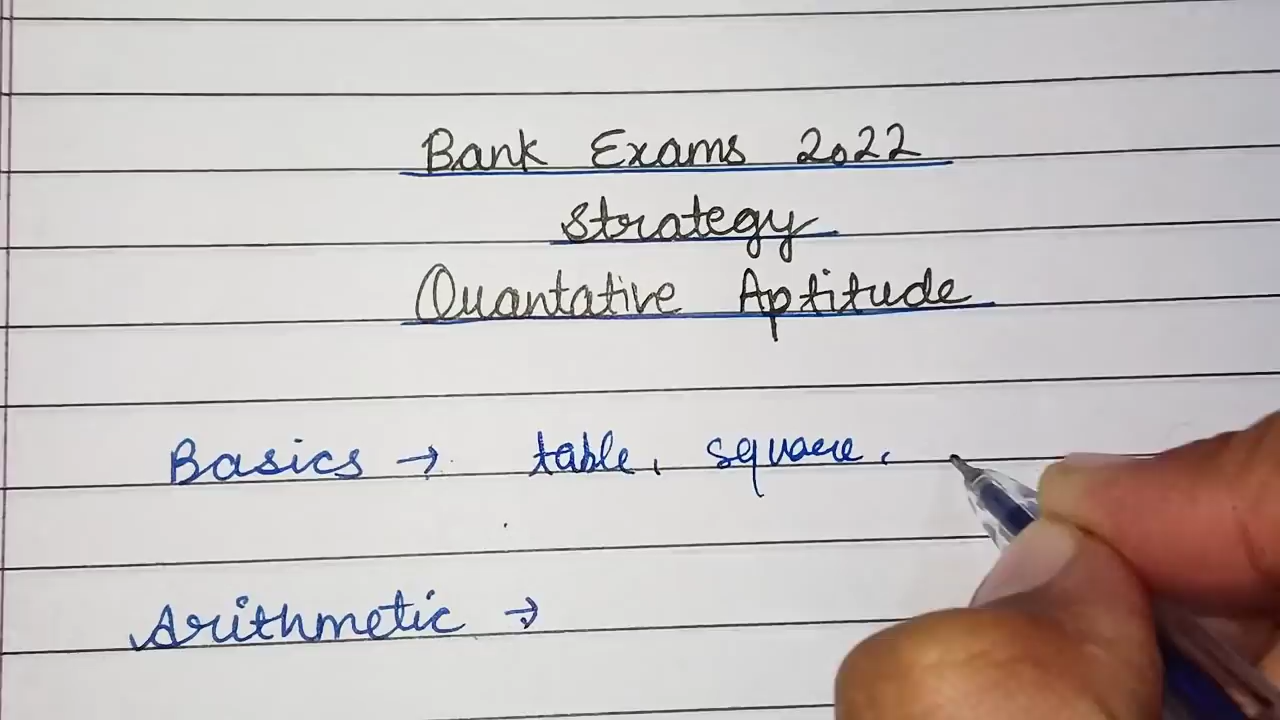 Bank Exams 2022
Strategy
Quantative Aptitude
Basics → table, square,
Arithmetic →